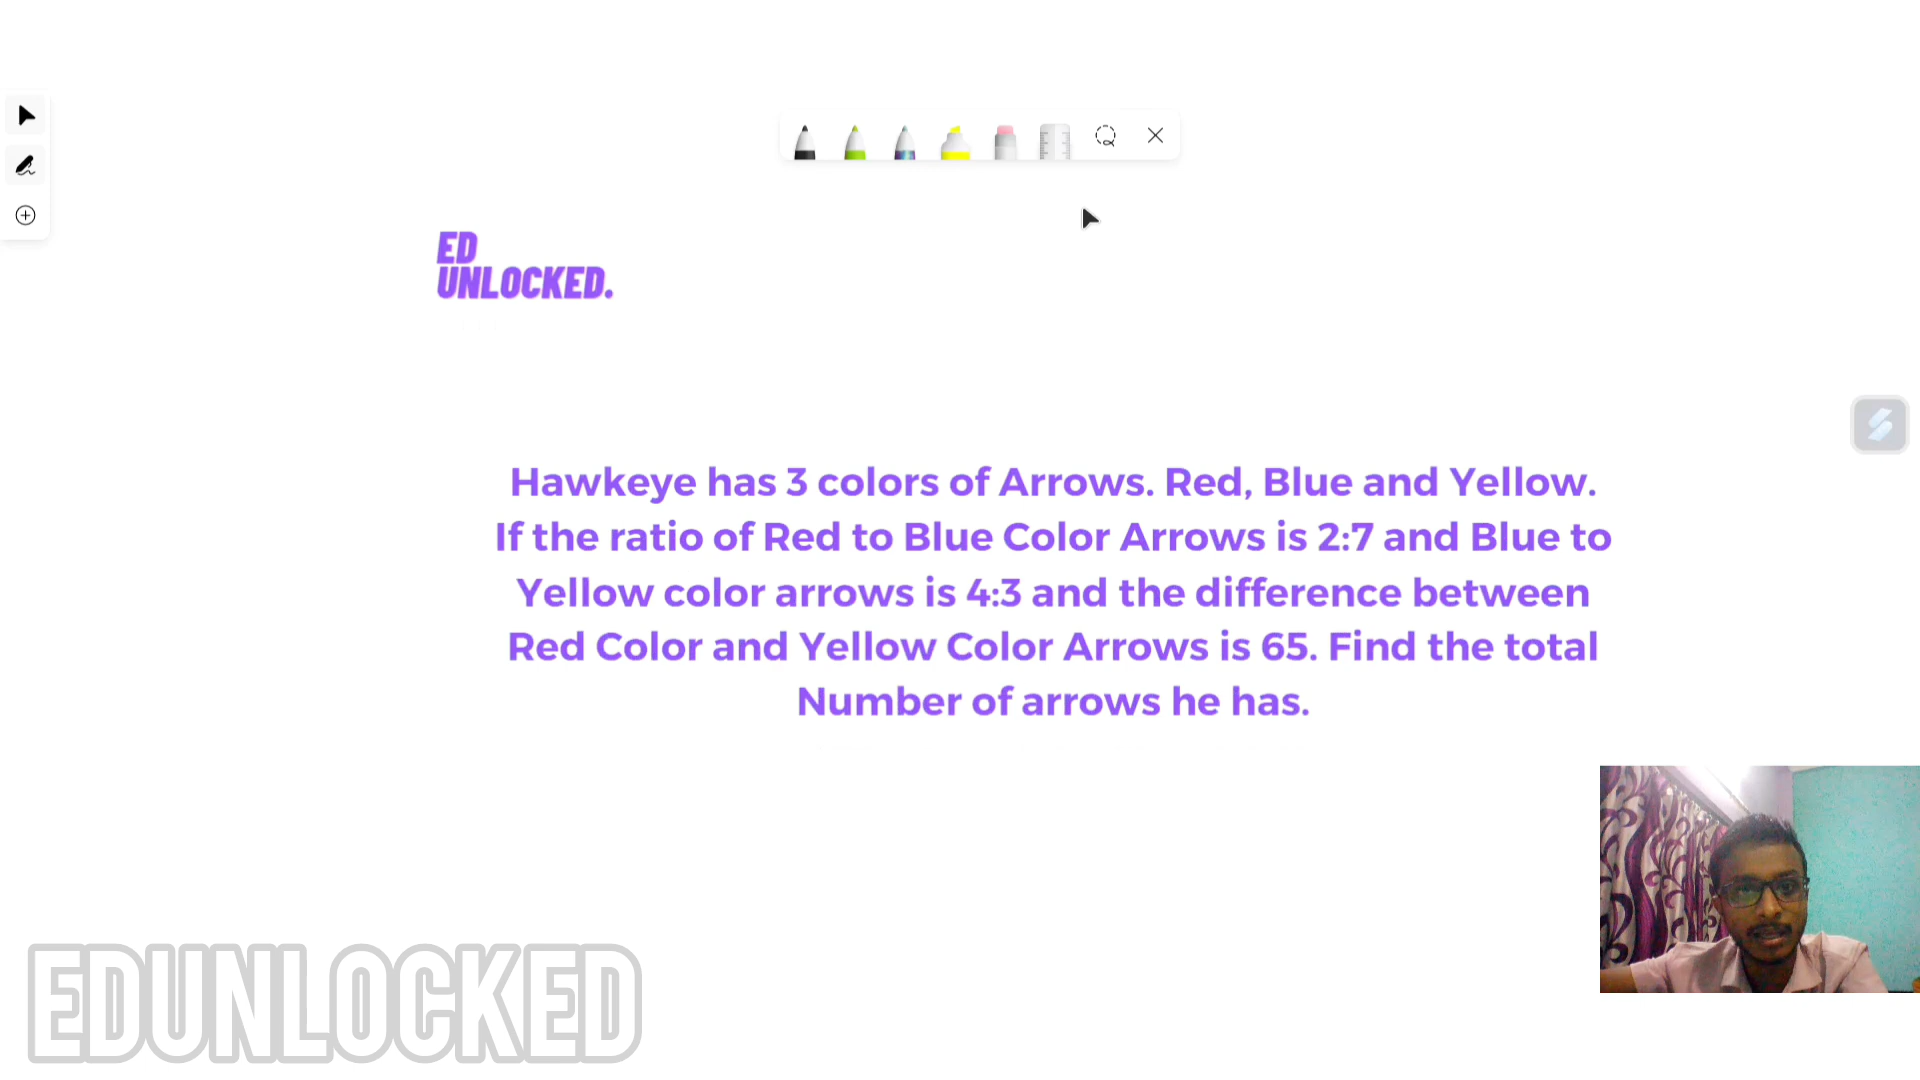 ED
UNLOCKED.
Hawkeye has 3 colors of Arrows. Red, Blue and Yellow.
If the ratio of Red to Blue Color Arrows is 2:7 and Blue to
Yellow color arrows is 4:3 and the difference between
Red Color and Yellow Color Arrows is 65. Find the total
Number of arrows he has.
EDUNLOCKED